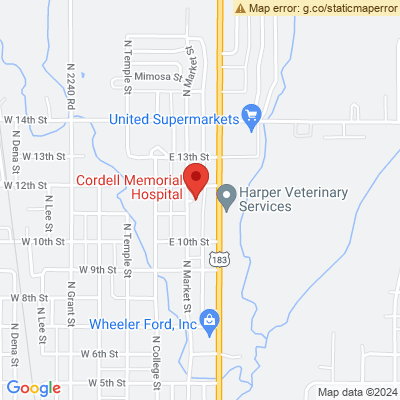 Map error: g.co/staticmaperror
N Market St
N Temple St
N 2240 Rd
Mimosa St
W 14th St
United Supermarkets
N Dena St
W 13th St
E 13th St
W 12th St
Cordell Memorial
Hospital
Harper Veterinary
Services
N Lee St
N Temple St
W 10th St
E 10th St
183
W 9th St
N Market St
W 8th St
N Grant St
N Lee St
N Dena St
Wheeler Ford, Inc
N College St
W 6th St
W 5th St
Google
Map data ©2024